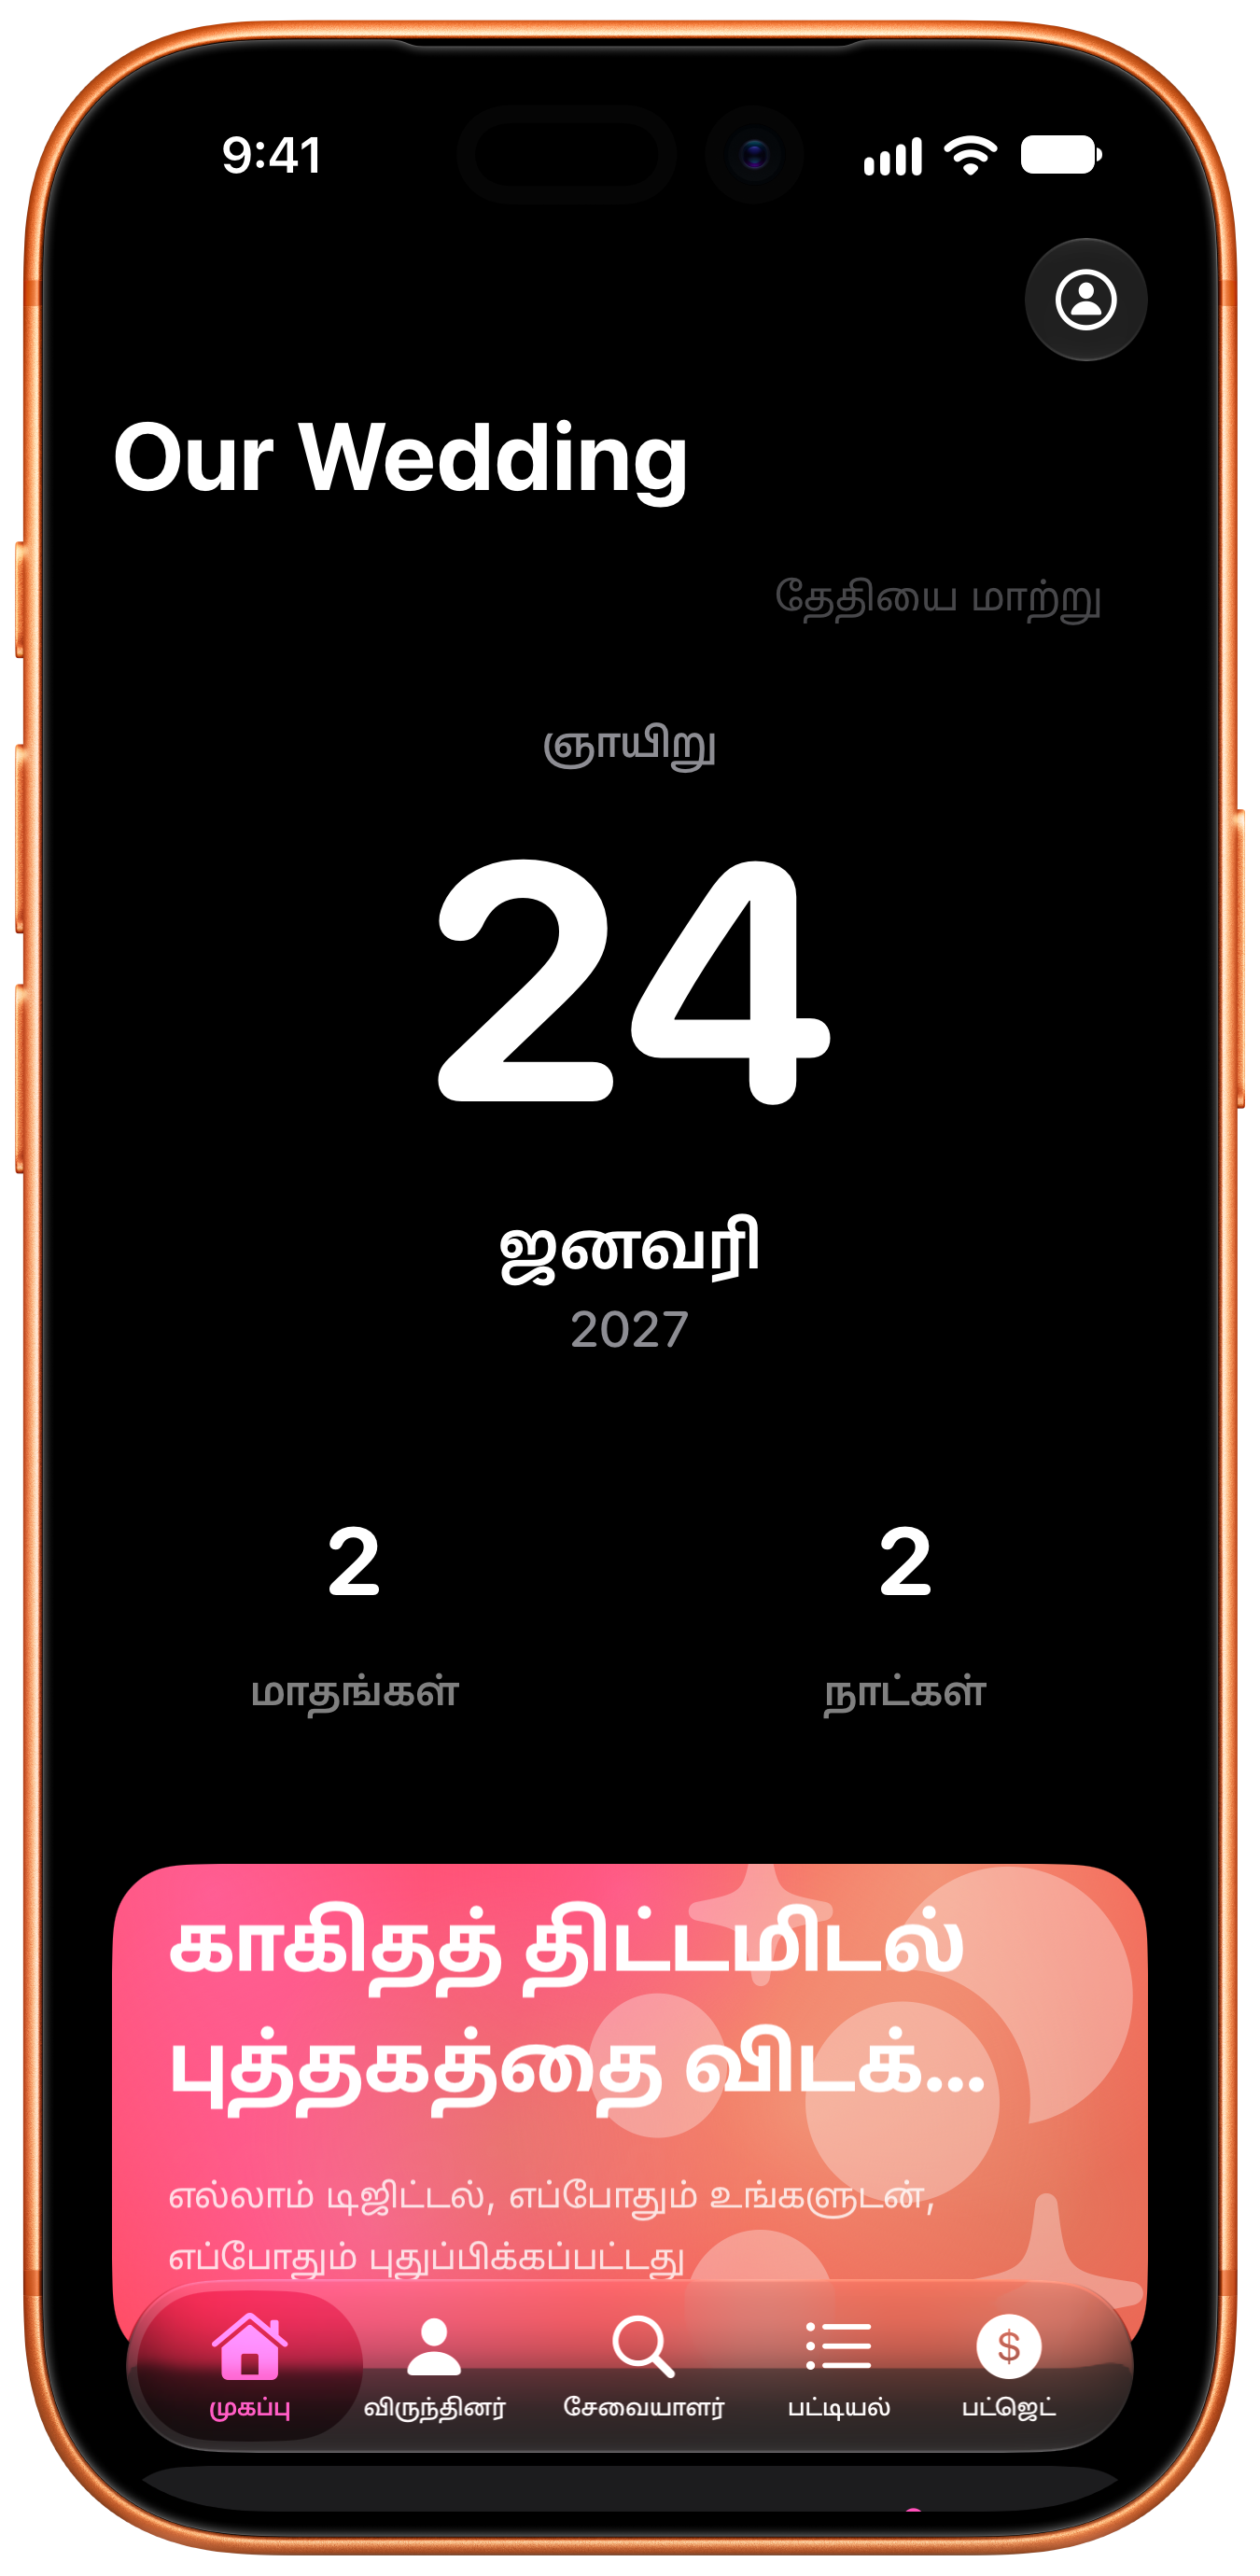 9:41
Our Wedding
தேதியை மாற்று
ஞாயிறு
24
ஜனவரி
2027
2
2
மாதங்கள்
நாட்கள்
காகிதத் திட்டமிடல்
புத்தகத்தை விடக்...
எல்லாம் டிஜிட்டல், எப்போதும் உங்களுடன்,
எப்போதும் புதுப்பிக்கப்பட்டது
முகப்பு விருந்தினர் சேவையாளர் பட்டியல் பட்ஜெட்